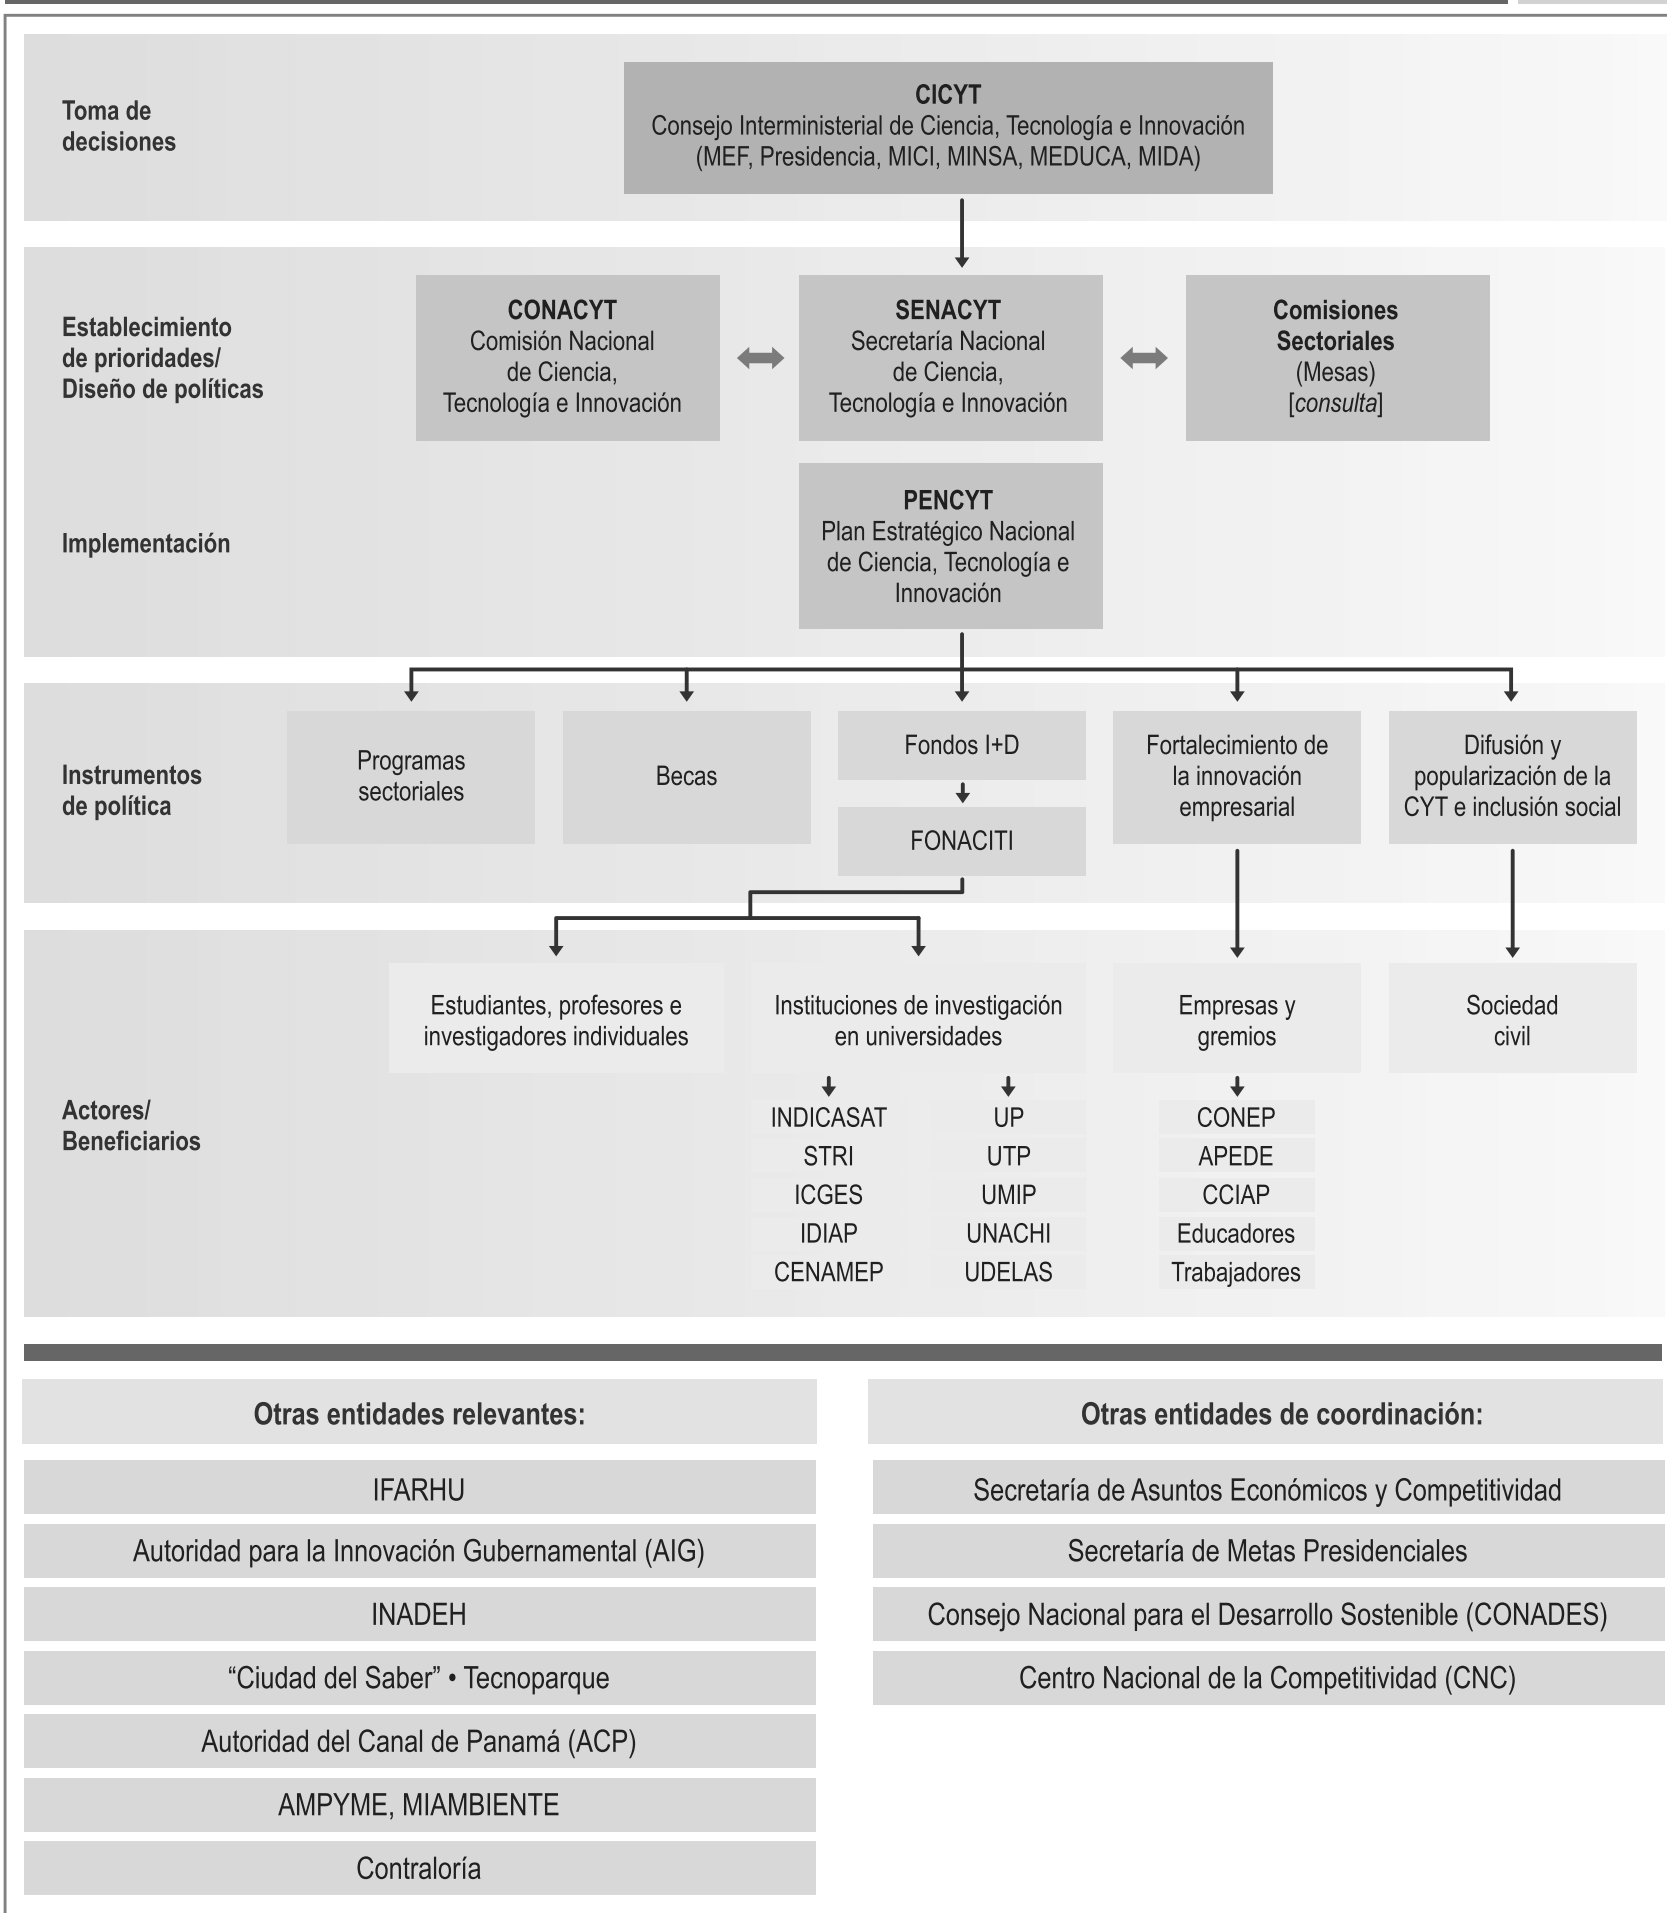 Toma de
decisiones
CICYT
Consejo Interministerial de Ciencia, Tecnología e Innovación
(MEF, Presidencia, MICI, MINSA, MEDUCA, MIDA)
Establecimiento
de prioridades/
Diseño de políticas
CONACYT
Comisión Nacional
de Ciencia,
Tecnología e Innovación
SENACYT
Secretaría Nacional
de Ciencia,
Tecnología e Innovación
Comisiones
Sectoriales
(Mesas)
[consulta]
Implementación
PENCYT
Plan Estratégico Nacional
de Ciencia, Tecnología e
Innovación
Instrumentos
de política
Programas
sectoriales
Becas
Fondos I+D
FONACITI
Fortalecimiento de
la innovación
empresarial
Difusión y
popularización de la
CYT e inclusión social
Actores/
Beneficiarios
Estudiantes, profesores e
investigadores individuales
Instituciones de investigación
en universidades
INDICASAT
STRI
ICGES
IDIAP
CENAMEP
UP
UTP
UMIP
UNACHI
UDELAS
Empresas y
gremios
CONEP
APEDE
CCIAP
Educadores
Trabajadores
Sociedad
civil
Otras entidades relevantes:
IFARHU
Autoridad para la Innovación Gubernamental (AIG)
INADEH
“Ciudad del Saber” • Tecnoparque
Autoridad del Canal de Panamá (ACP)
AMPYME, MIAMBIENTE
Contraloría
Otras entidades de coordinación:
Secretaría de Asuntos Económicos y Competitividad
Secretaría de Metas Presidenciales
Consejo Nacional para el Desarrollo Sostenible (CONADES)
Centro Nacional de la Competitividad (CNC)